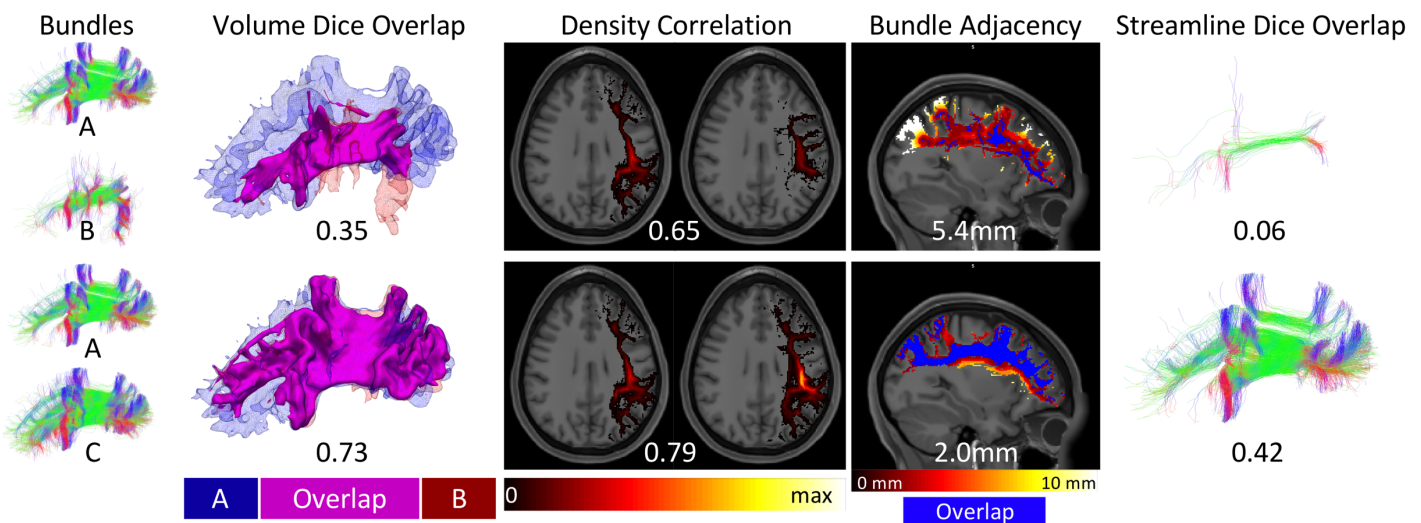 Bundles
Volume Dice Overlap
Density Correlation
Bundle Adjacency
Streamline Dice Overlap
A
B
0.35
0.65
5.4mm
0.06
A
C
0.73
0.79
2.0mm
0.42
A
Overlap
B
0
max
0 mm
10 mm
Overlap